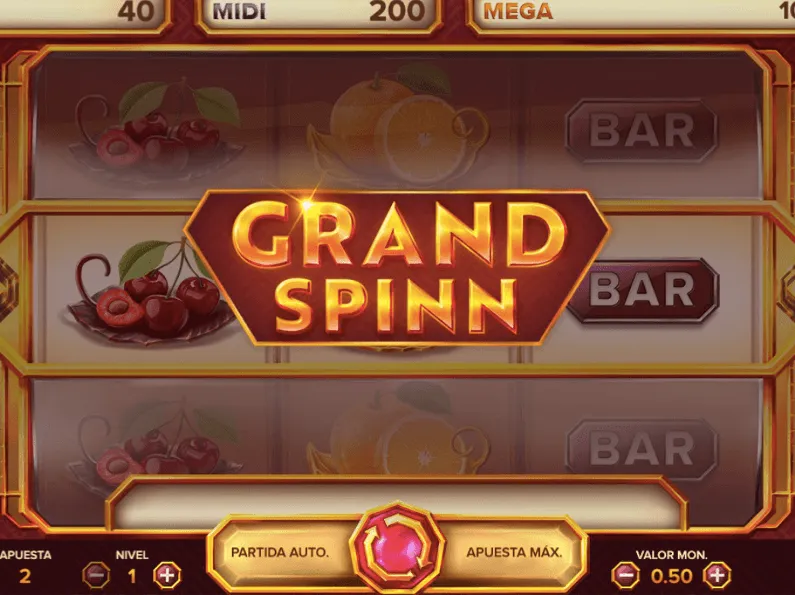 40 MIDI 200 MEGA
BAR
GRAND
SPINN
BAR
BAR
APUESTA NIVEL PARTIDA AUTO. APUESTA MÁX. VALOR MON.
2 1 0.50